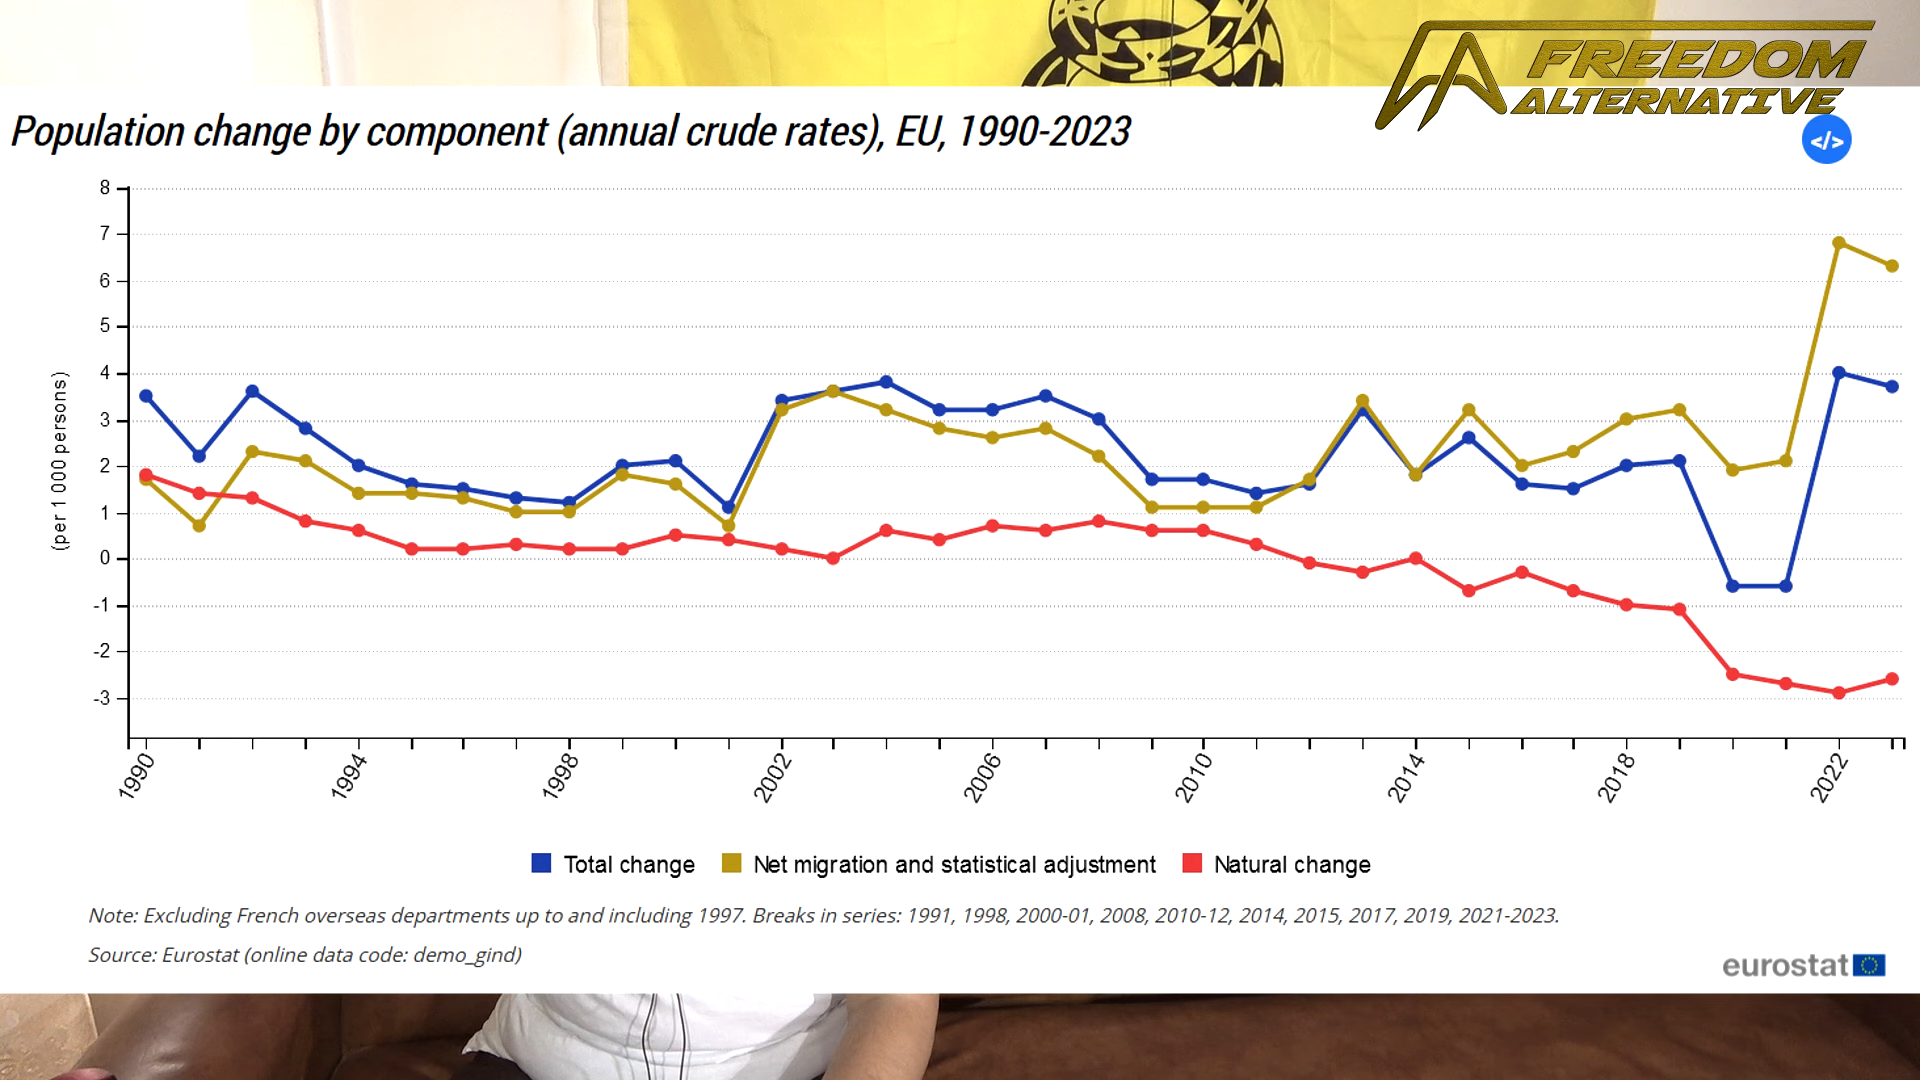 FREEDOM
ALTERNATIVE
Population change by component (annual crude rates), EU, 1990-2023
</>
8
7
6
5
4
3
2
1
0
-1
-2
-3
(per 1 000 persons)
1990
1994
1998
2002
2006
2010
2014
2018
2022
Total change
Net migration and statistical adjustment
Natural change
Note: Excluding French overseas departments up to and including 1997. Breaks in series: 1991, 1998, 2000-01, 2008, 2010-12, 2014, 2015, 2017, 2019, 2021-2023.
Source: Eurostat (online data code: demo_gind)
eurostat